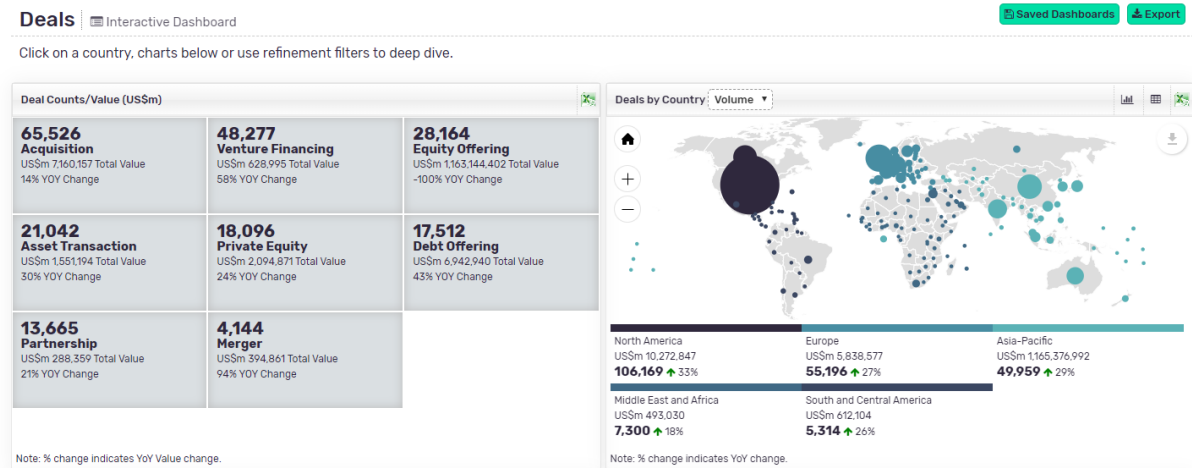 Deals Interactive Dashboard
Saved Dashboards
Export
Click on a country, charts below or use refinement filters to deep dive.
Deal Counts/Value (US$m)
65,526
Acquisition
US$m 7,160,157 Total Value
14% YOY Change
48,277
Venture Financing
US$m 628,995 Total Value
58% YOY Change
28,164
Equity Offering
US$m 1,163,144,402 Total Value
-100% YOY Change
21,042
Asset Transaction
US$m 1,551,194 Total Value
30% YOY Change
18,096
Private Equity
US$m 2,094,871 Total Value
24% YOY Change
17,512
Debt Offering
US$m 6,942,940 Total Value
43% YOY Change
13,665
Partnership
US$m 288,359 Total Value
21% YOY Change
4,144
Merger
US$m 394,861 Total Value
94% YOY Change
Note: % change indicates YoY Value change.
Deals by Country Volume
North America
US$m 10,272,847
106,169 33%
Europe
US$m 5,838,577
55,196 27%
Asia-Pacific
US$m 1,165,376,992
49,959 29%
Middle East and Africa
US$m 493,030
7,300 18%
South and Central America
US$m 612,104
5,314 26%
Note: % change indicates YoY change.